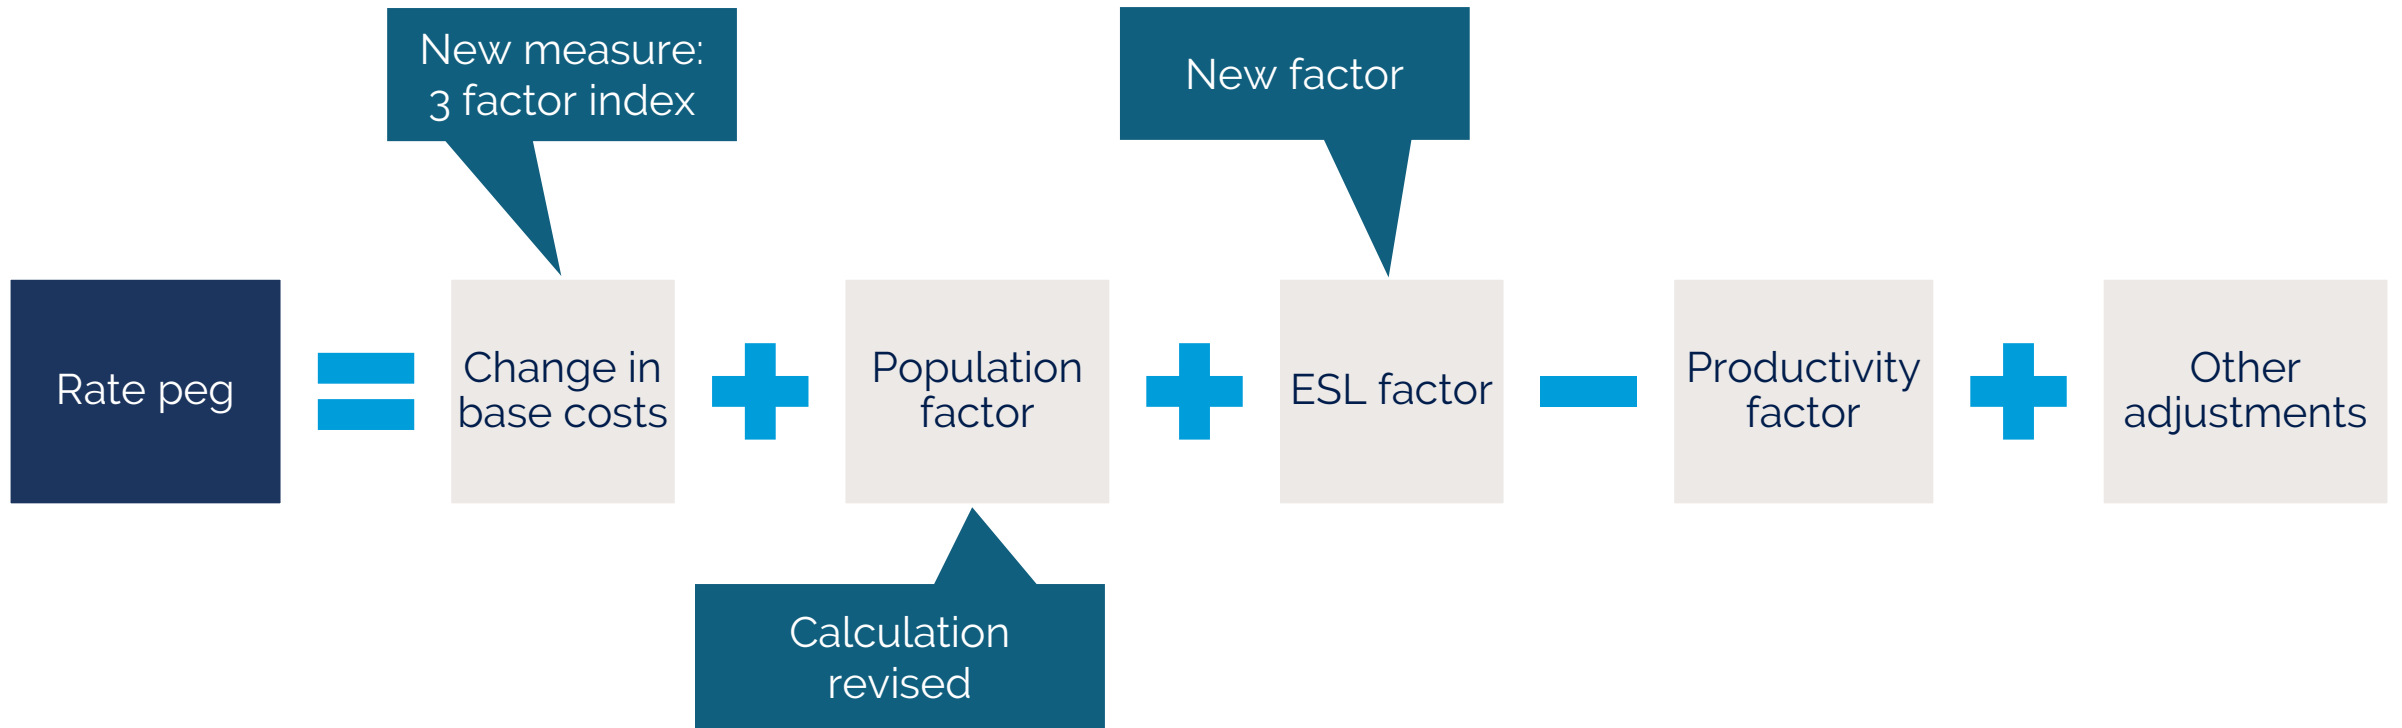 New measure:
3 factor index
New factor
Rate peg
Change in
base costs
Population
factor
ESL factor
Productivity
factor
Other
adjustments
Calculation
revised